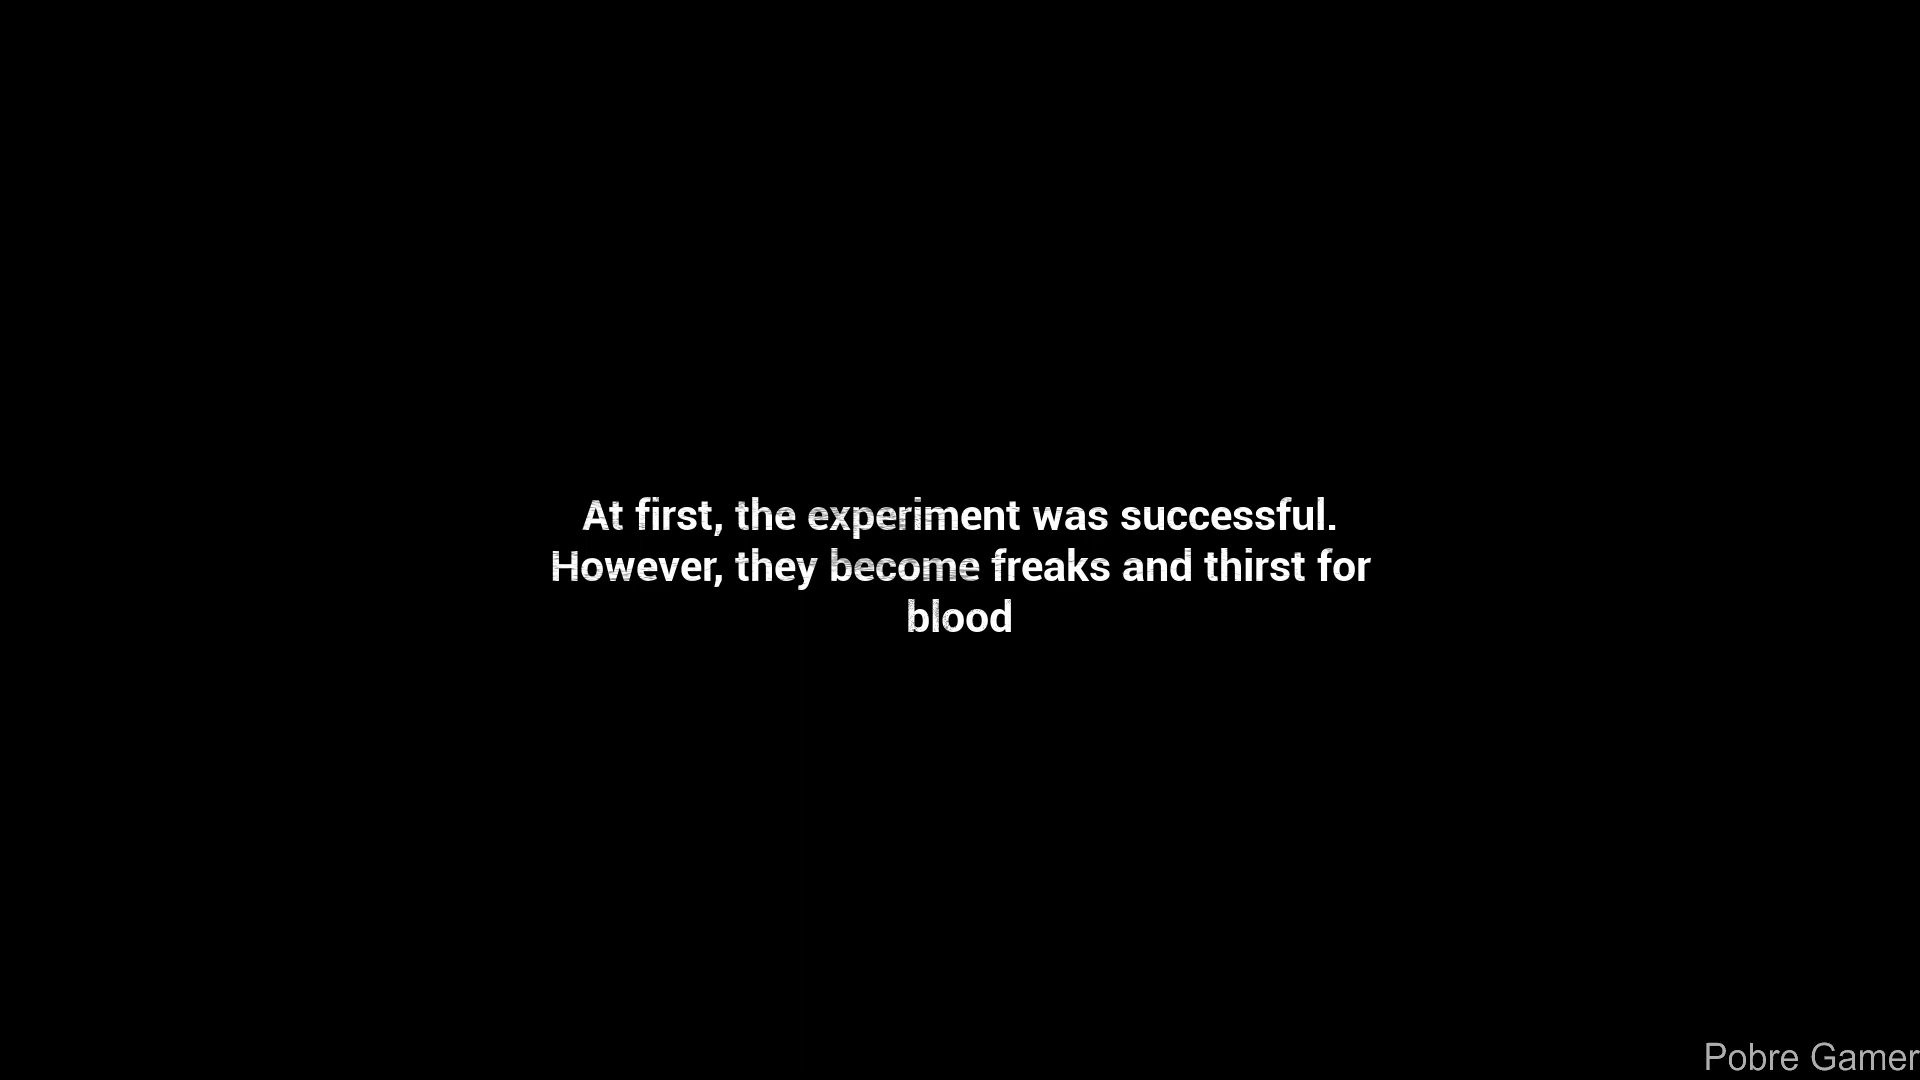 At first, the experiment was successful.
However, they become freaks and thirst for
blood
Pobre Gamer